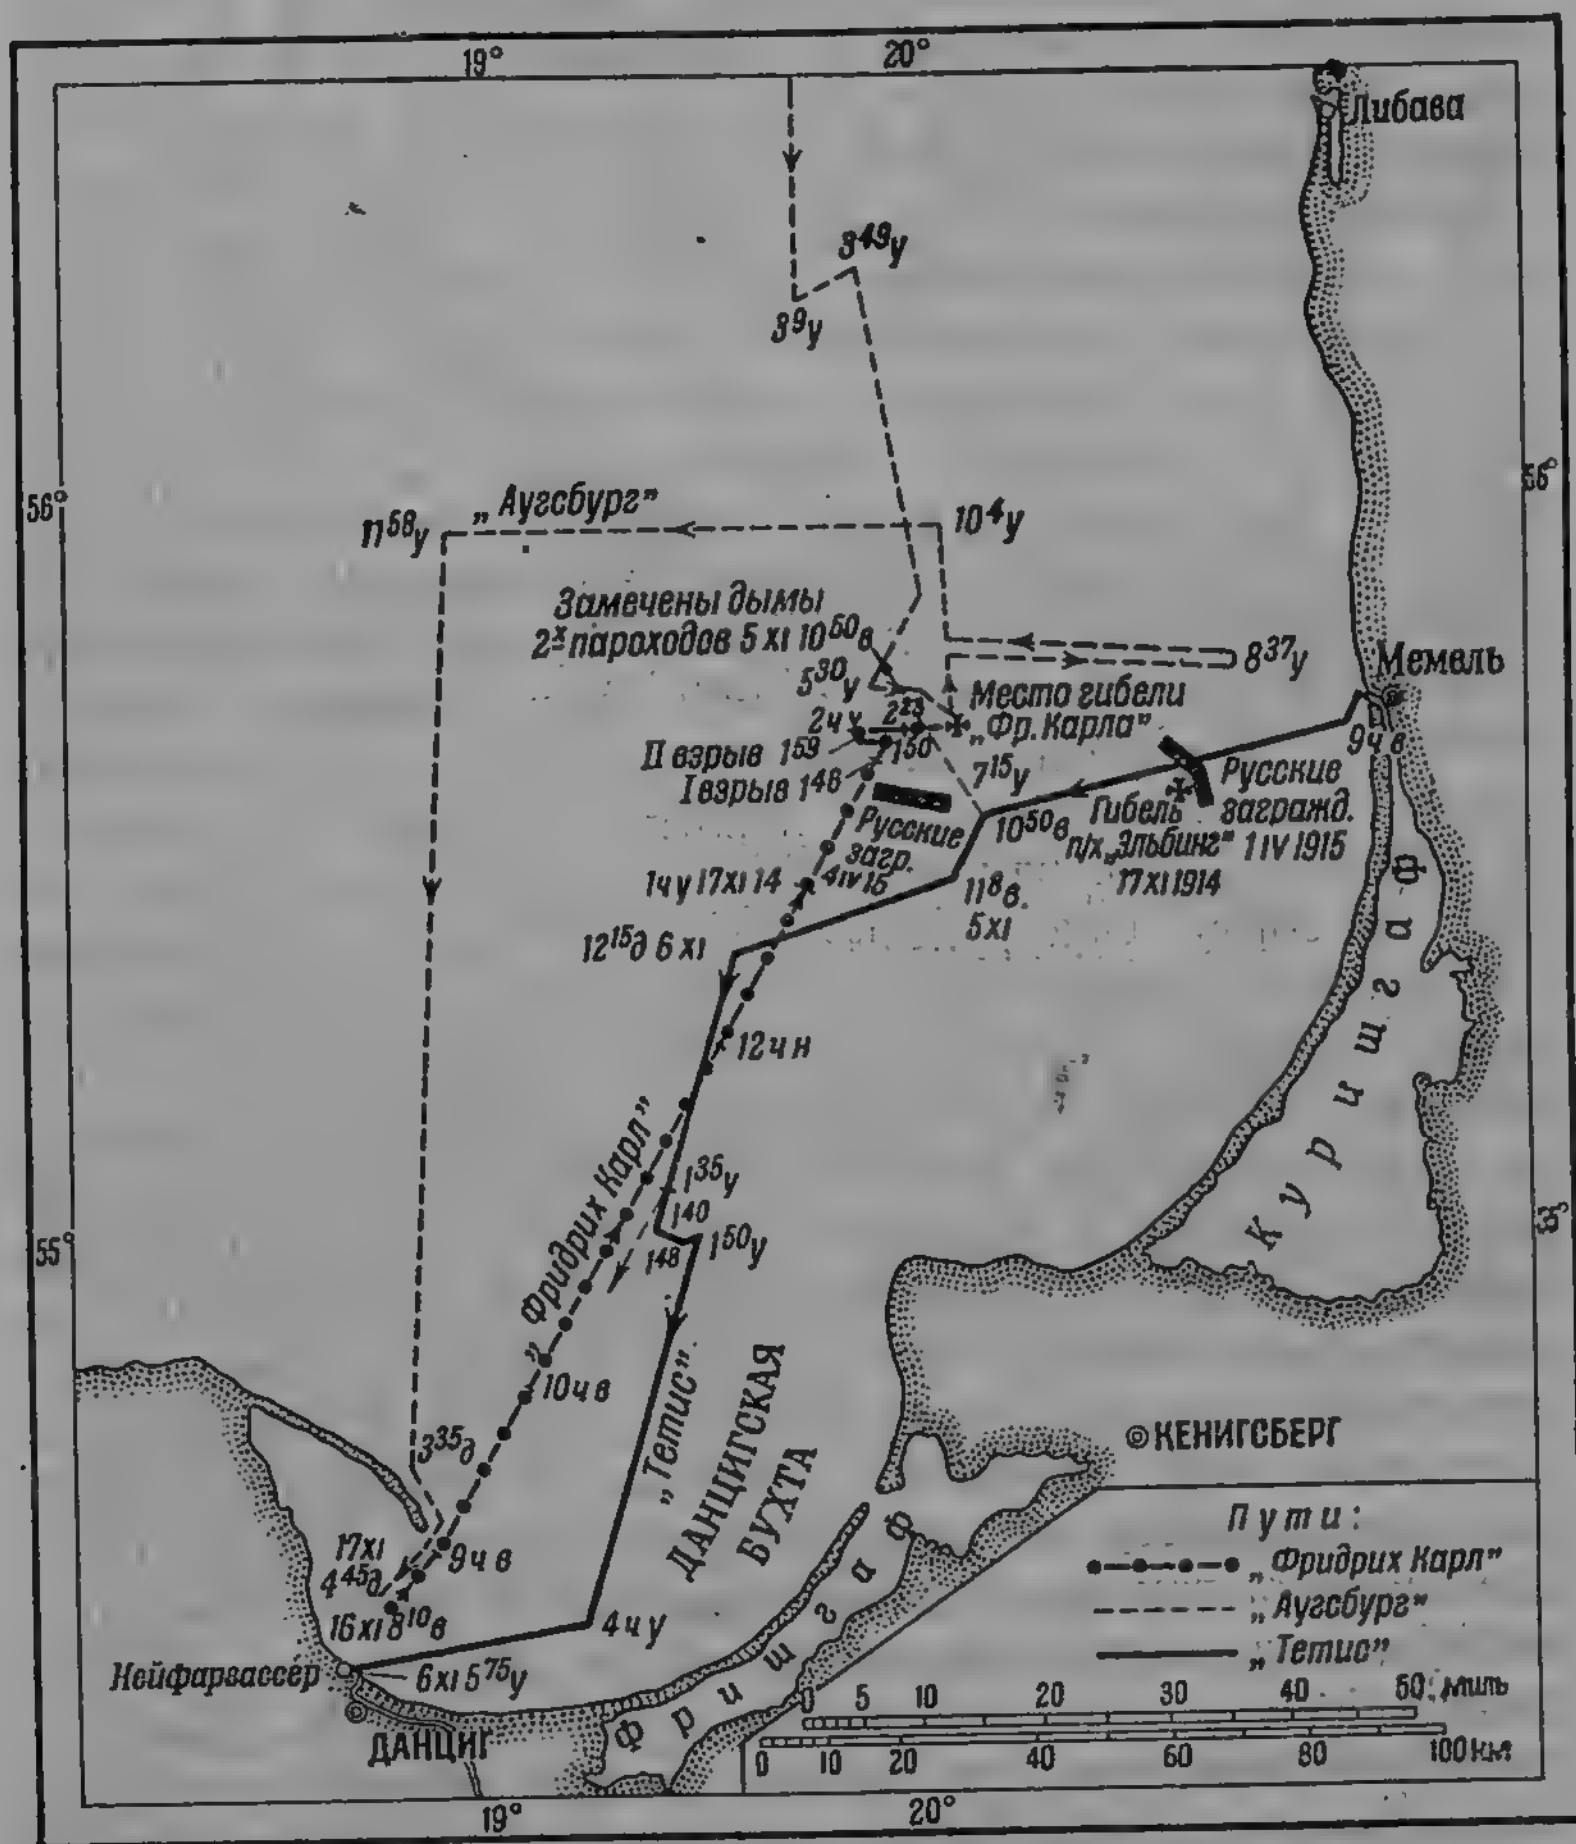 19°
20°
Либава
3⁴⁹у
3⁹у
56°
56°
„Аугсбург”
11⁵⁸у
10⁴у
Замечены дымы
2ˣ пароходов 5 XI 10⁵⁰в
8³⁷у
Мемель
5³⁰у
Место гибели
„Фр. Карла”
2ч у
2²³
9ч в
II взрыв 1⁵⁹
1⁵⁰
I взрыв 1⁴⁸
7¹⁵у
Русские
загражд.
1 IV 1915
Гибель
п/х „Эльбинг”
17 XI 1914
10⁵⁰в
Русские
загр.
4 IV 15
1ч у 17 XI 14
11⁸в.
5 XI
12¹⁵д 6 XI
12ч н
Куришгаф
„Фридрих Карл”
1³⁵у
1⁴⁰
1⁴⁸
1⁵⁰у
55°
10ч в
„Тетис”
ДАНЦИГСКАЯ
БУХТА
©КЕНИГСБЕРГ
3³⁵д
9ч в
17 XI
4⁴⁵д
16 XI 8¹⁰в
4ч у
Нейфарвассер
6 XI 5⁷⁵у
ДАНЦИГ
Фришгаф
Пути:
„Фридрих Карл”
„Аугсбург”
„Тетис”
0 5 10 20 30 40 50 миль
0 10 20 40 60 80 100 км
19°
20°